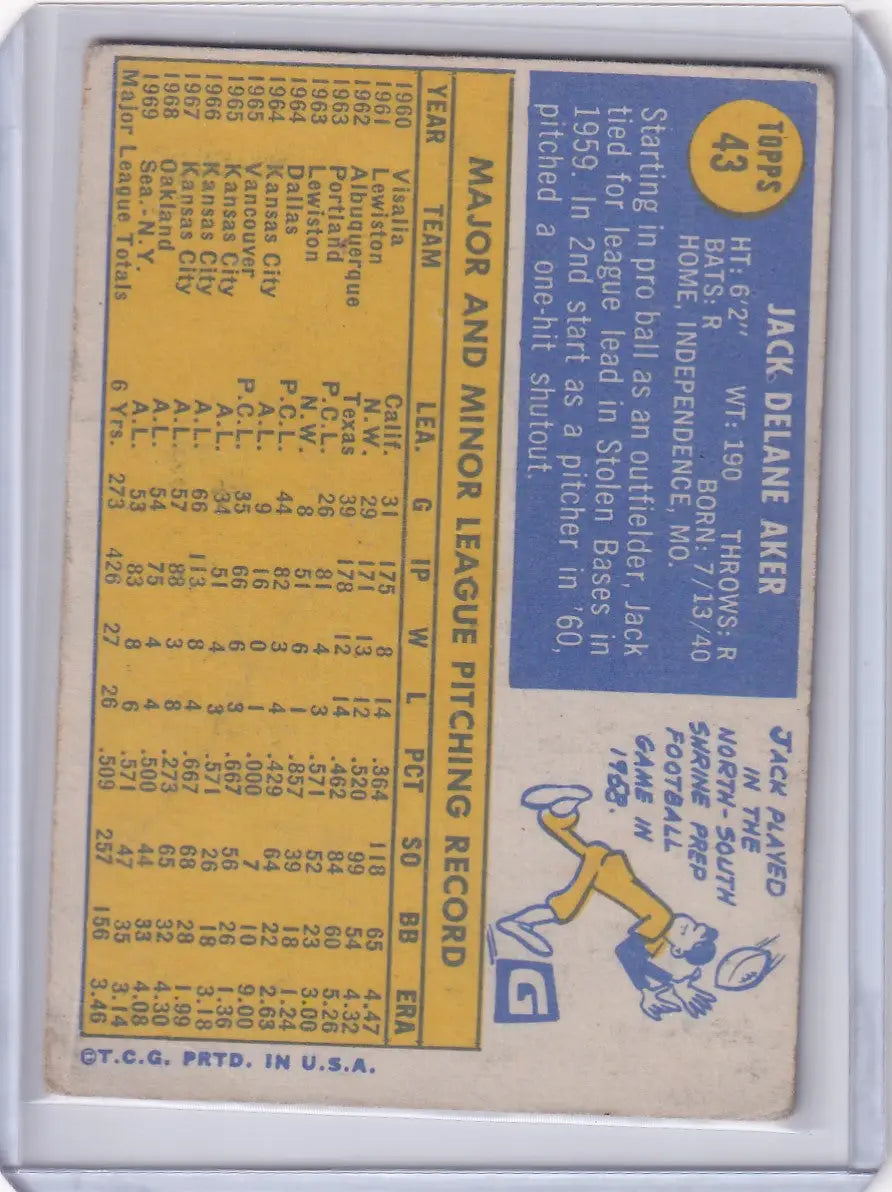 TOPPS
43
JACK DELANE AKER
HT: 6'2" WT: 190 THROWS: R
BATS: R BORN: 7/13/40
HOME, INDEPENDENCE, MO.
Starting in pro ball as an outfielder, Jack
tied for league lead in Stolen Bases in
1959. In 2nd start as a pitcher in '60,
pitched a one-hit shutout.
JACK PLAYED
IN THE
NORTH-SOUTH
SHRINE PREP
FOOTBALL
GAME IN
G
MAJOR AND MINOR LEAGUE PITCHING RECORD
YEAR TEAM LEA. G IP W L PCT SO BB ERA
1960 Visalia Calif. 31 175 8 14 .364 118 65 4.47
1961 Lewiston N.W. 29 171 13 12 .520 99 54 4.32
1962 Albuquerque Texas 39 178 12 14 .462 84 60 5.26
1963 Portland P.C.L. 26 81 4 3 .571 52 23 3.00
1963 Lewiston N.W. 8 51 6 1 .857 39 18 1.24
1964 Dallas P.C.L. 44 82 3 4 .429 64 22 2.63
1964 Kansas City A.L. 9 16 0 1 .000 7 10 9.00
1965 Vancouver P.C.L. 35 66 6 3 .667 56 26 1.36
1965 Kansas City A.L. 34 51 4 3 .571 26 18 3.18
1966 Kansas City A.L. 66 113 8 4 .667 68 28 1.99
1967 Kansas City A.L. 57 88 3 8 .273 65 32 4.30
1968 Oakland A.L. 54 75 4 4 .500 44 33 4.08
1969 Sea.-N.Y. A.L. 53 83 8 6 .571 47 35 3.14
Major League Totals 6 Yrs. 273 426 27 26 .509 257 156 3.46
©T.C.G. PRTD. IN U.S.A.